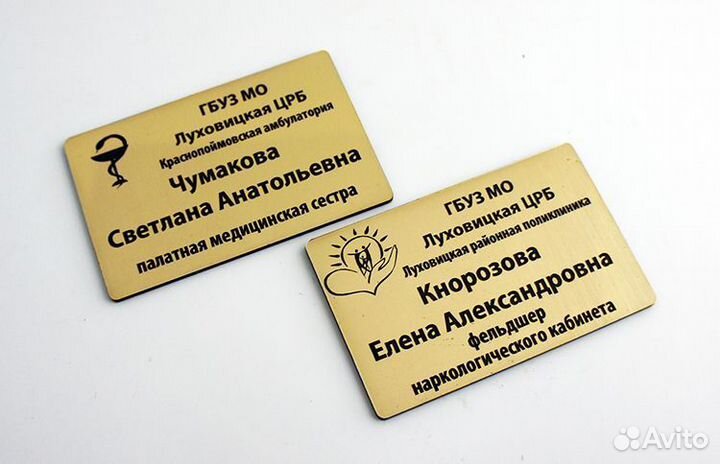 ГБУЗ МО
Луховицкая ЦРБ
Краснопоймовская амбулатория
Чумакова
Светлана Анатольевна
палатная медицинская сестра
ГБУЗ МО
Луховицкая ЦРБ
Луховицкая районная поликлиника
Кнорозова
Елена Александровна
фельдшер
наркологического кабинета
Avito